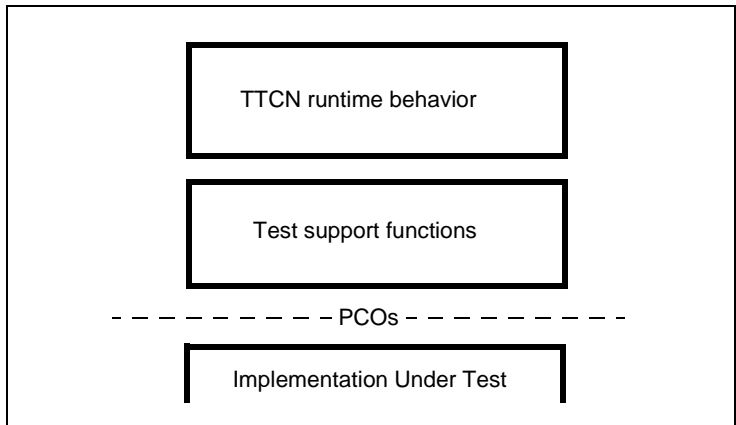 TTCN runtime behavior
Test support functions
PCOs
Implementation Under Test